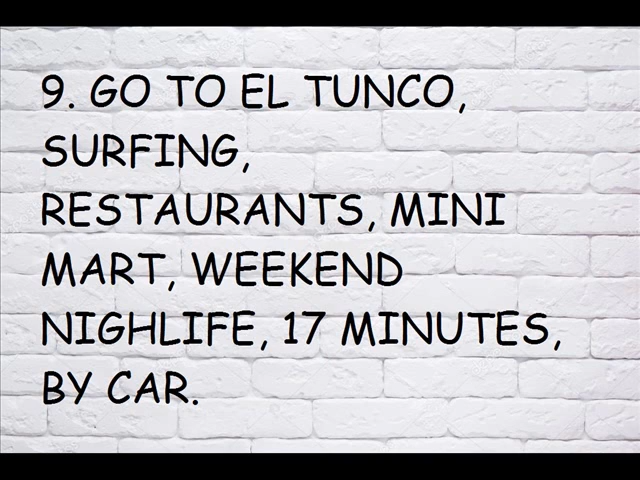 9. GO TO EL TUNCO,
SURFING,
RESTAURANTS, MINI
MART, WEEKEND
NIGHLIFE, 17 MINUTES,
BY CAR.